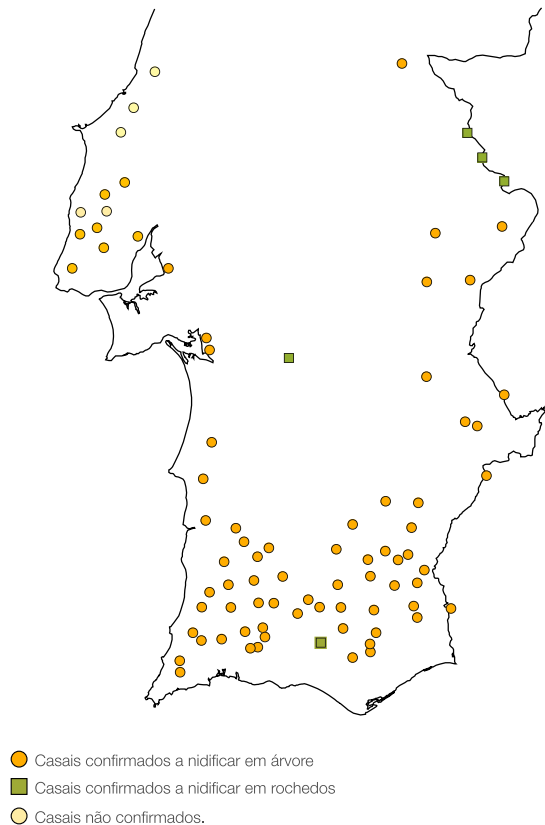 Casais confirmados a nidificar em árvore
Casais confirmados a nidificar em rochedos
Casais não confirmados.